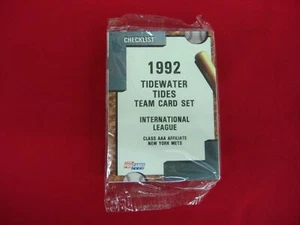 CHECKLIST
1992
TIDEWATER
TIDES
TEAM CARD SET
INTERNATIONAL
LEAGUE
CLASS AAA AFFILIATE
NEW YORK METS